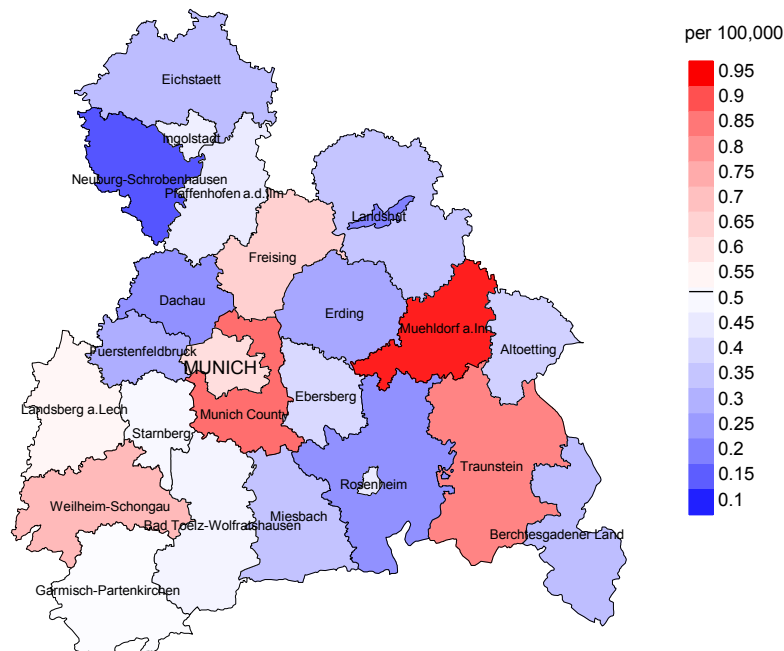 per 100,000
0.95
0.9
0.85
0.8
0.75
0.7
0.65
0.6
0.55
0.5
0.45
0.4
0.35
0.3
0.25
0.2
0.15
0.1
Eichstaett
Ingolstadt
Neuburg-Schrobenhausen
Pfaffenhofen a.d.Ilm
Landshut
Freising
Dachau
Erding
Muehldorf a.Inn
Altoetting
Fuerstenfeldbruck
MUNICH
Ebersberg
Landsberg a.Lech
Munich County
Starnberg
Traunstein
Rosenheim
Weilheim-Schongau
Miesbach
Bad Toelz-Wolfratshausen
Berchtesgadener Land
Garmisch-Partenkirchen